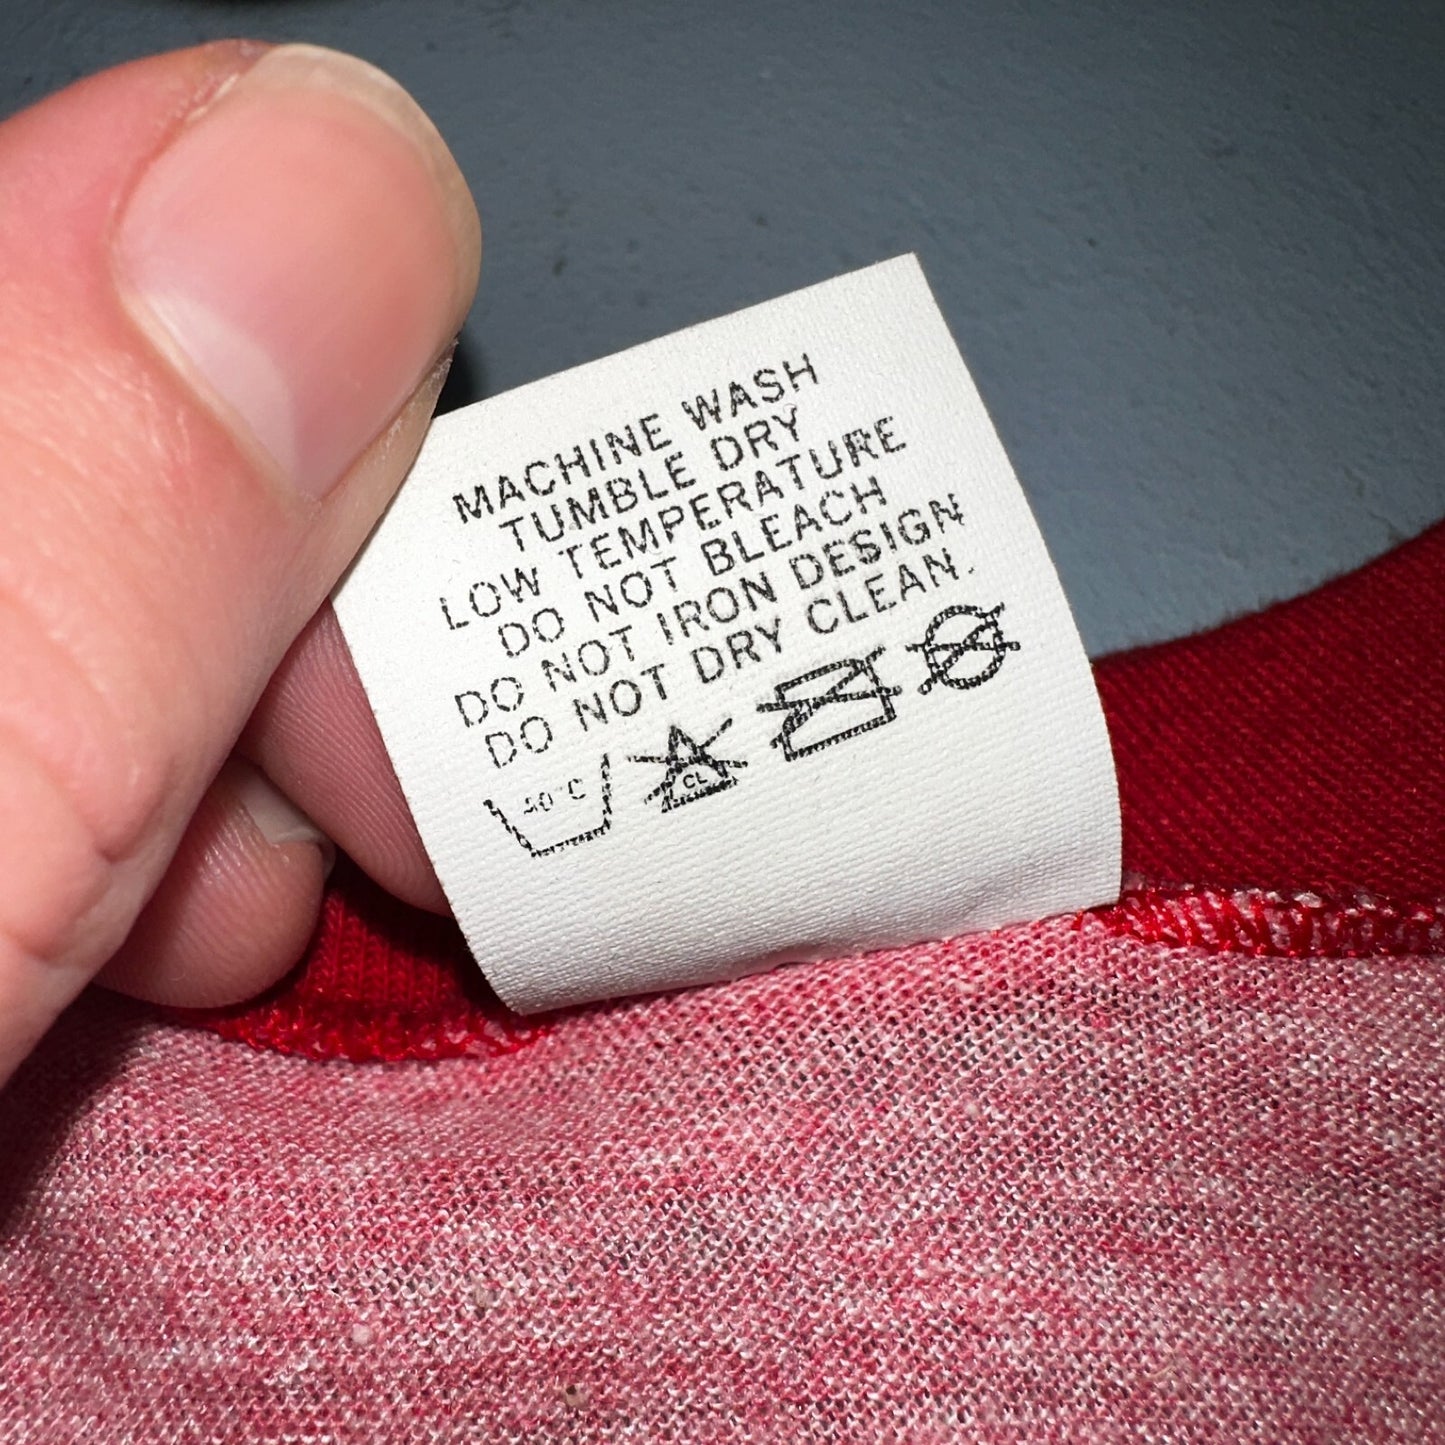 MACHINE WASH
TUMBLE DRY
LOW TEMPERATURE
DO NOT BLEACH
DO NOT IRON DESIGN
DO NOT DRY CLEAN.
40°C CL